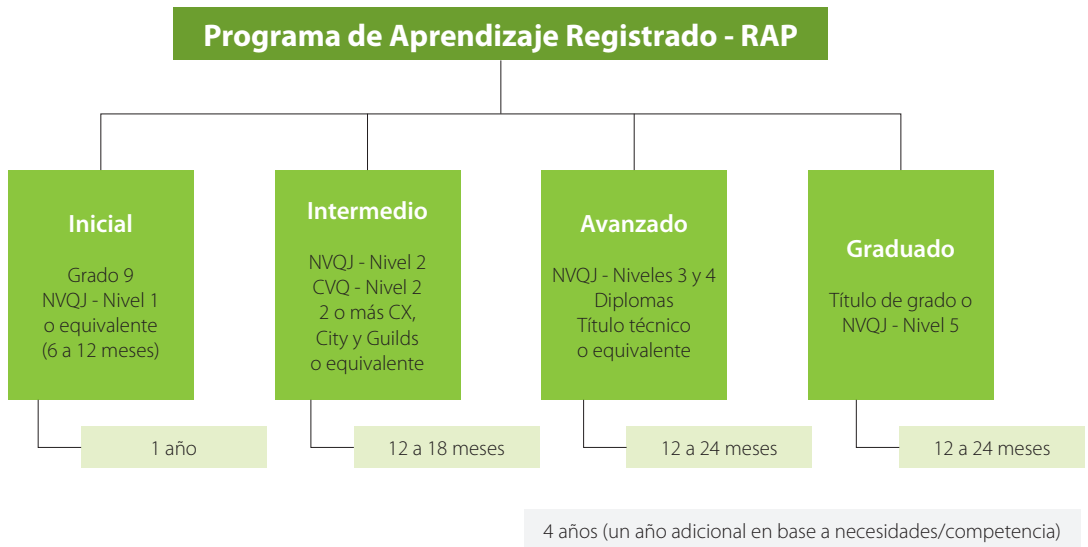 Programa de Aprendizaje Registrado - RAP
Inicial
Grado 9
NVQJ - Nivel 1
o equivalente
(6 a 12 meses)
1 año
Intermedio
NVQJ - Nivel 2
CVQ - Nivel 2
2 o más CX,
City y Guilds
o equivalente
12 a 18 meses
Avanzado
NVQJ - Niveles 3 y 4
Diplomas
Título técnico
o equivalente
12 a 24 meses
Graduado
Título de grado o
NVQJ - Nivel 5
12 a 24 meses
4 años (un año adicional en base a necesidades/competencia)